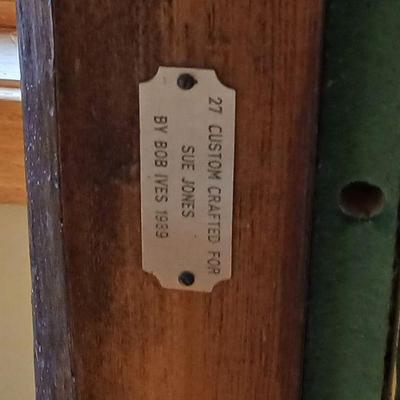 27 CUSTOM CRAFTED FOR
SUE JONES
BY BOB IVES 1989